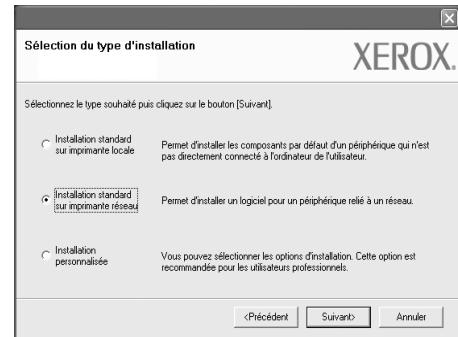 Sélection du type d'installation
XEROX.
Sélectionnez le type souhaité puis cliquez sur le bouton [Suivant].
Installation standard
sur imprimante locale
Permet d'installer les composants par défaut d'un périphérique qui n'est
pas directement connecté à l'ordinateur de l'utilisateur.
Installation standard
sur imprimante réseau
Permet d'installer un logiciel pour un périphérique relié à un réseau.
Installation
personnalisée
Vous pouvez sélectionner les options d'installation. Cette option est
recommandée pour les utilisateurs professionnels.
<Précédent
Suivant>
Annuler